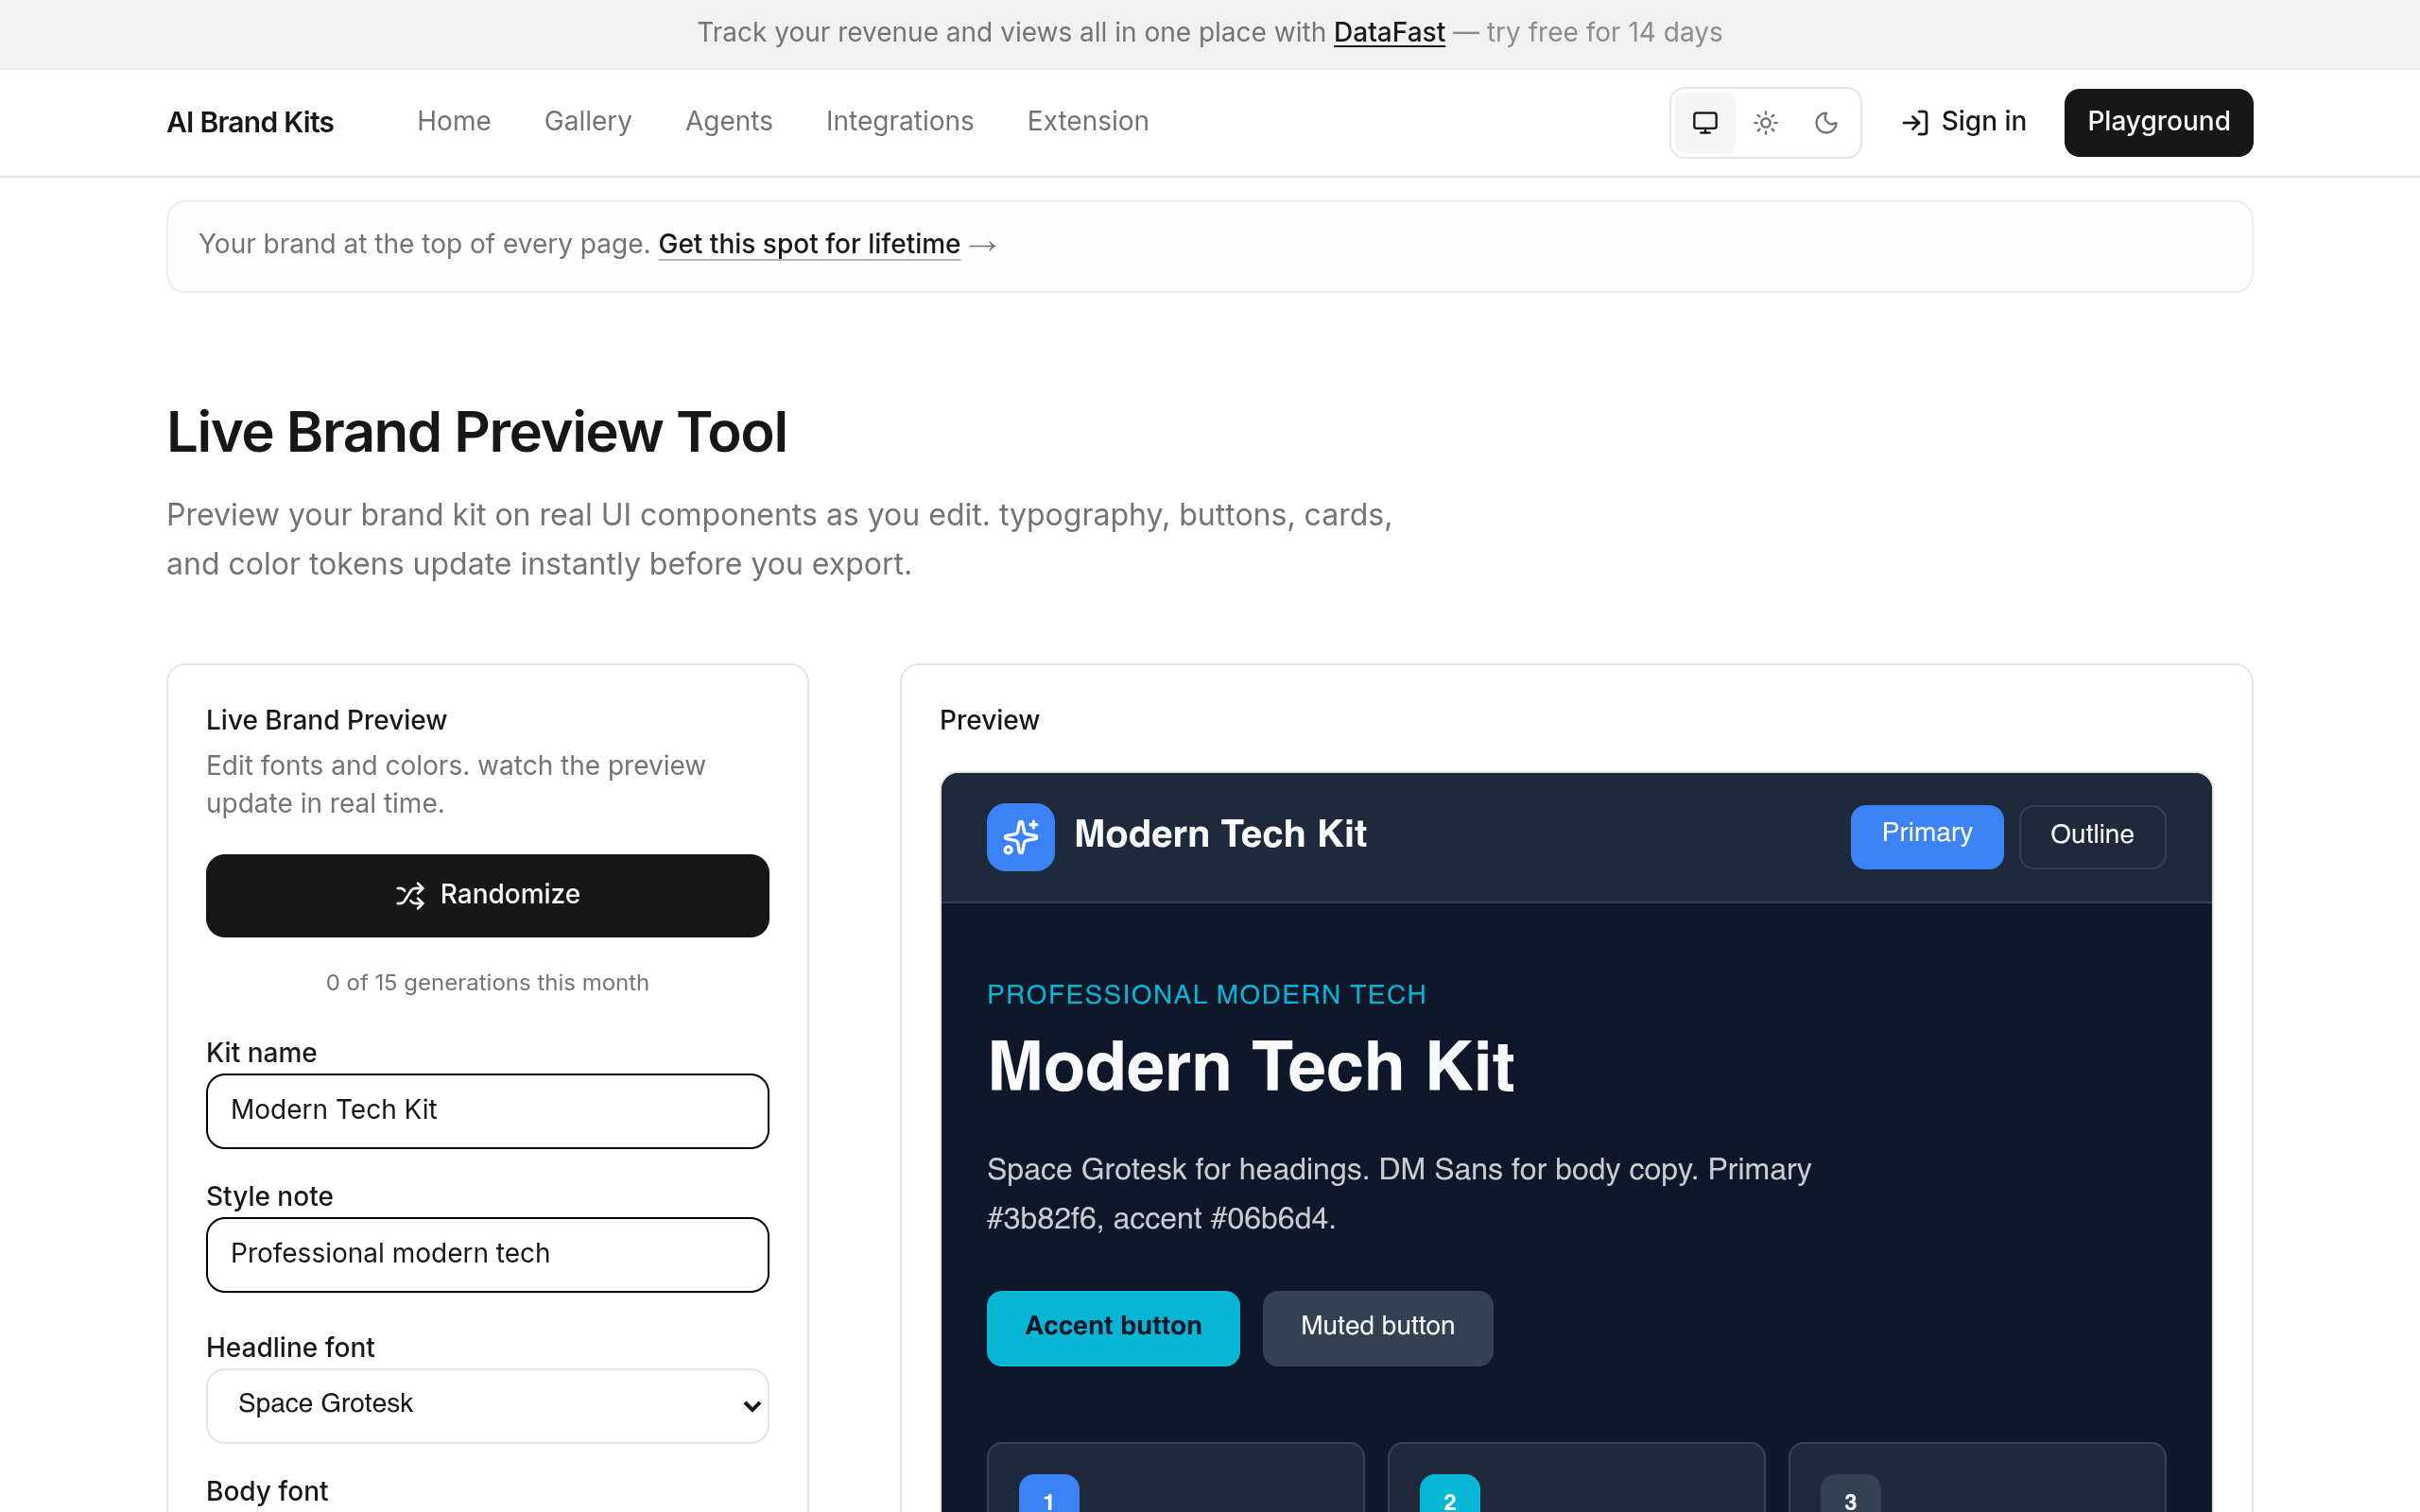 Track your revenue and views all in one place with DataFast — try free for 14 days
AI Brand Kits
Home
Gallery
Agents
Integrations
Extension
Sign in
Playground
Your brand at the top of every page. Get this spot for lifetime →
Live Brand Preview Tool
Preview your brand kit on real UI components as you edit. typography, buttons, cards,
and color tokens update instantly before you export.
Live Brand Preview
Edit fonts and colors. watch the preview
update in real time.
Randomize
0 of 15 generations this month
Kit name
Modern Tech Kit
Style note
Professional modern tech
Headline font
Space Grotesk
Body font
Preview
Modern Tech Kit
Primary
Outline
PROFESSIONAL MODERN TECH
Modern Tech Kit
Space Grotesk for headings. DM Sans for body copy. Primary
#3b82f6, accent #06b6d4.
Accent button
Muted button
1
2
3